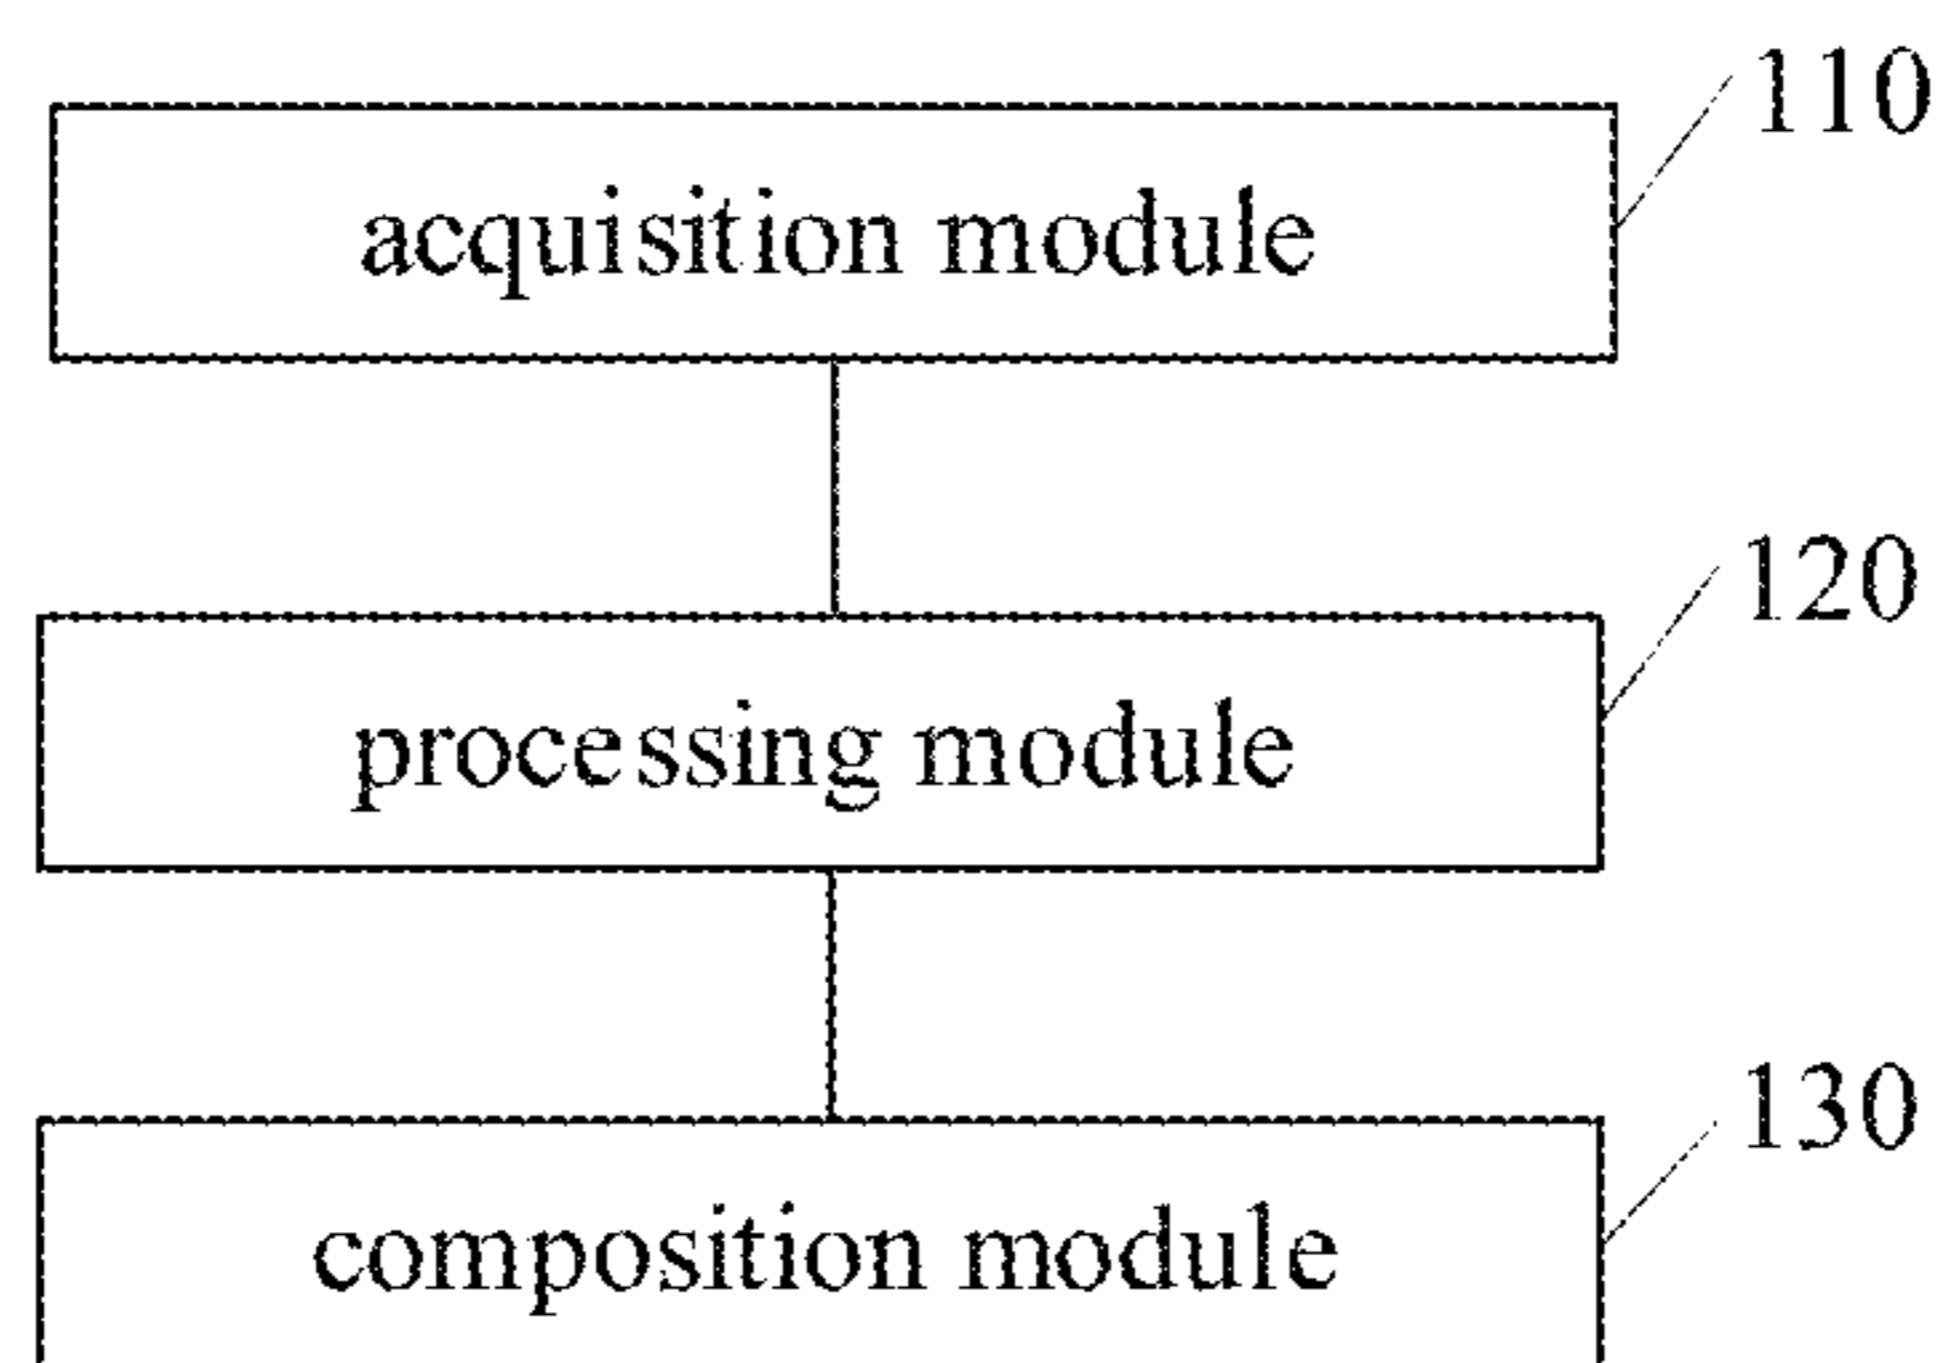 110
acquisition module
120
processing module
130
composition module